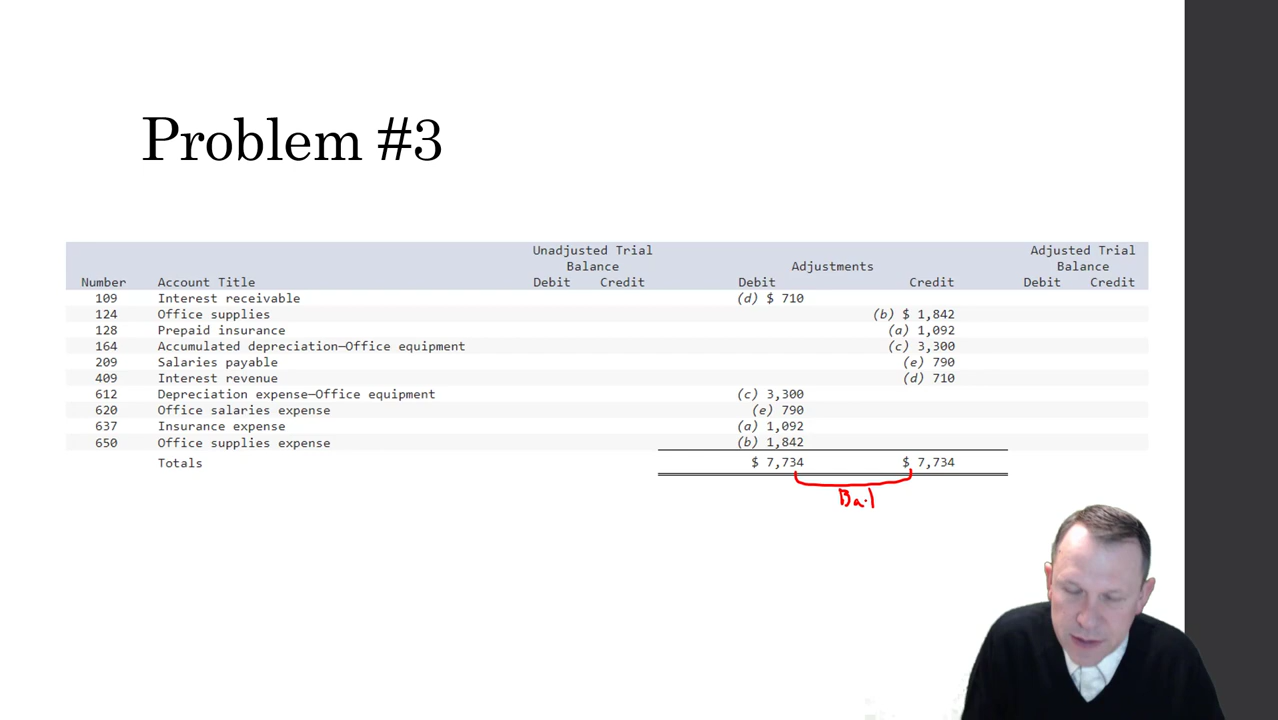 Problem #3
Unadjusted Trial Balance Adjustments Adjusted Trial Balance
Number Account Title Debit Credit Debit Credit Debit Credit
109 Interest receivable (d) $ 710
124 Office supplies (b) $ 1,842
128 Prepaid insurance (a) 1,092
164 Accumulated depreciation—Office equipment (c) 3,300
209 Salaries payable (e) 790
409 Interest revenue (d) 710
612 Depreciation expense—Office equipment (c) 3,300
620 Office salaries expense (e) 790
637 Insurance expense (a) 1,092
650 Office supplies expense (b) 1,842
Totals $ 7,734 $ 7,734
Bal